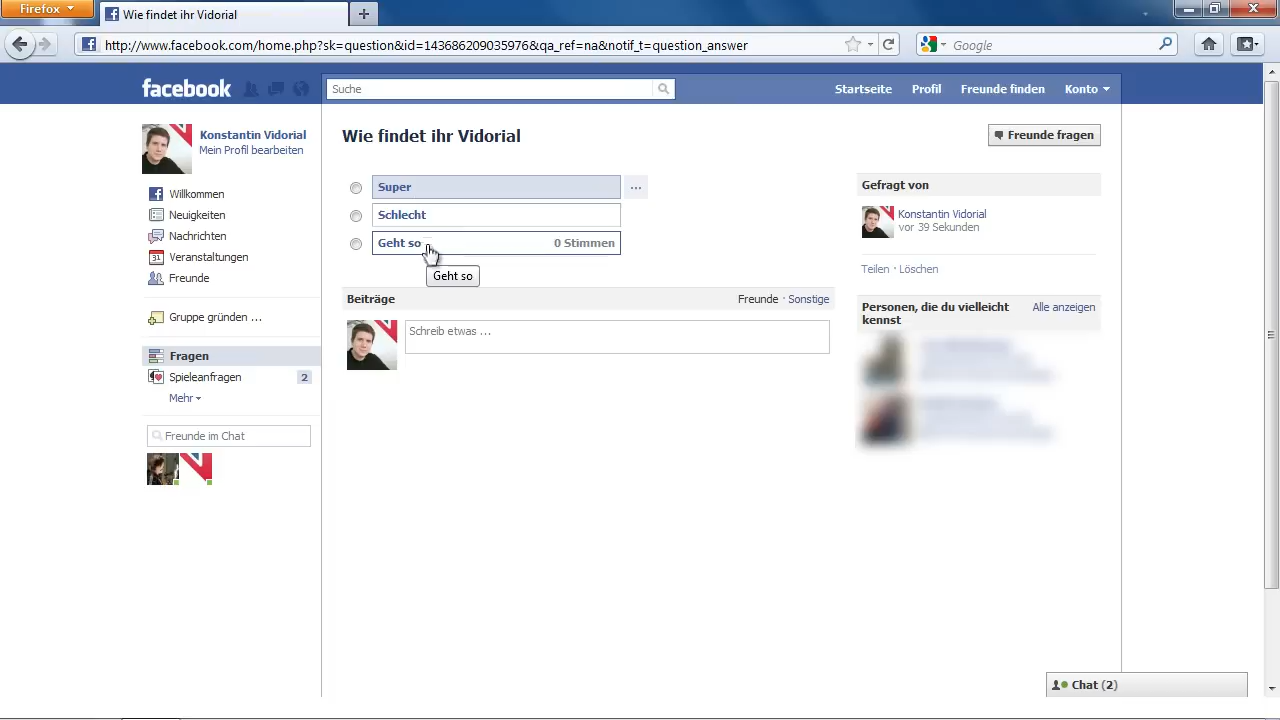 Firefox
Wie findet ihr Vidorial
http://www.facebook.com/home.php?sk=question&id=143686209035976&qa_ref=na&notif_t=question_answer
Google
facebook
Suche
Startseite
Profil
Freunde finden
Konto
Konstantin Vidorial
Mein Profil bearbeiten
Willkommen
Neuigkeiten
Nachrichten
Veranstaltungen
Freunde
Gruppe gründen ...
Fragen
Spieleanfragen 2
Mehr
Freunde im Chat
Wie findet ihr Vidorial
Freunde fragen
Super
...
Schlecht
Geht so 0 Stimmen
Geht so
Beiträge
Freunde · Sonstige
Schreib etwas ...
Gefragt von
Konstantin Vidorial
vor 39 Sekunden
Teilen · Löschen
Personen, die du vielleicht kennst
Alle anzeigen
Chat (2)